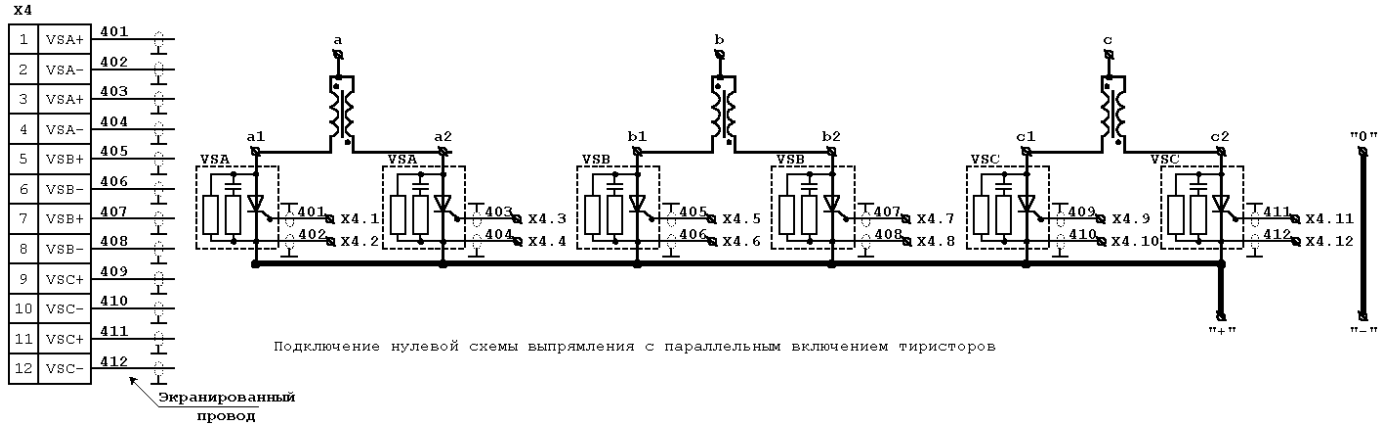 X4
1 VSA+ 401
2 VSA- 402
3 VSA+ 403
4 VSA- 404
5 VSB+ 405
6 VSB- 406
7 VSB+ 407
8 VSB- 408
9 VSC+ 409
10 VSC- 410
11 VSC+ 411
12 VSC- 412
Экранированный
провод
a b c
a1 a2 b1 b2 c1 c2 "0"
VSA VSA VSB VSB VSC VSC
401 X4.1 403 X4.3 405 X4.5 407 X4.7 409 X4.9 411 X4.11
402 X4.2 404 X4.4 406 X4.6 408 X4.8 410 X4.10 412 X4.12
"+" "-"
Подключение нулевой схемы выпрямления с параллельным включением тиристоров